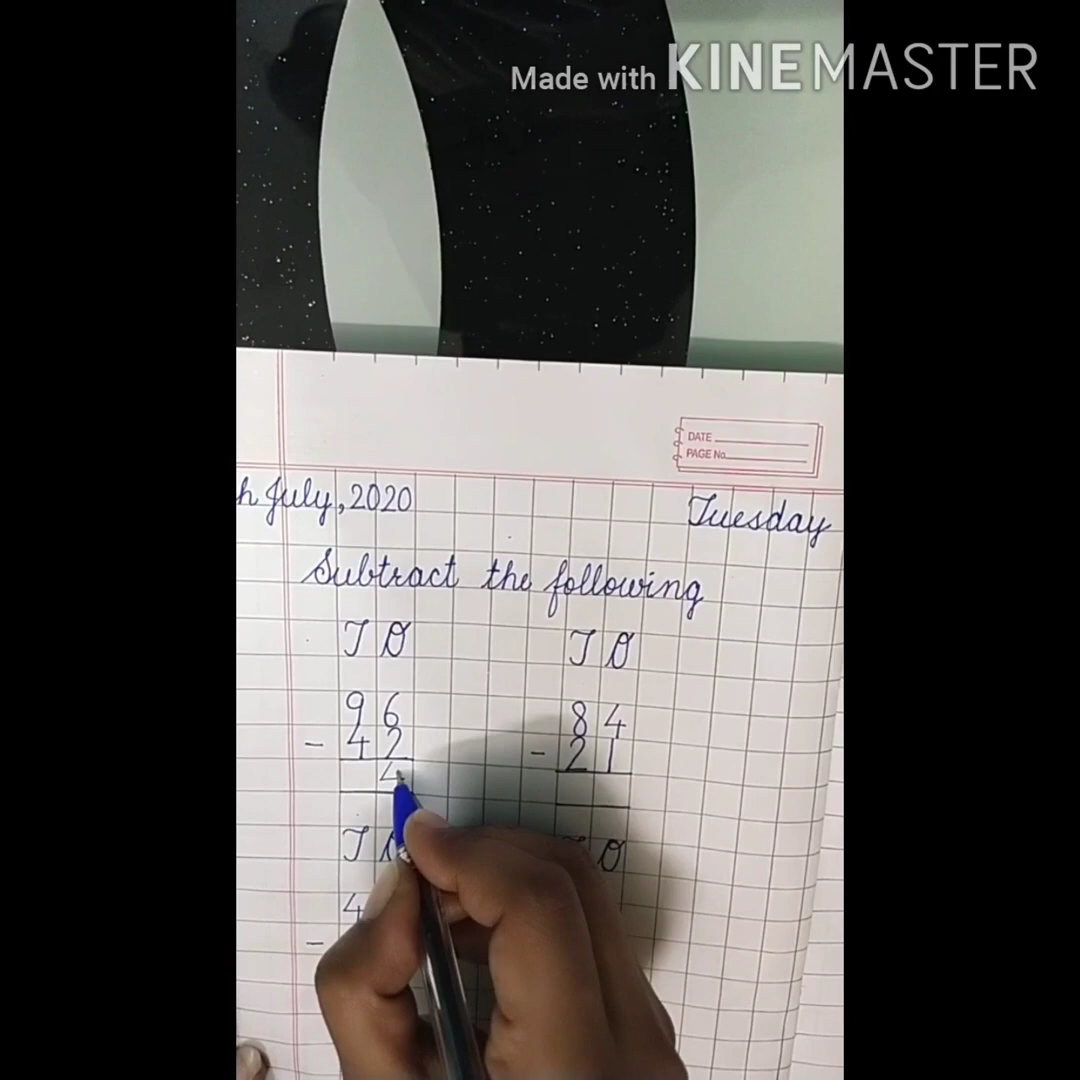 Made with KINEMASTER
DATE
PAGE No.
h July, 2020 Tuesday
Subtract the following
T O T O
9 6 8 4
- 4 2 - 2 1
4
T O O
4
-